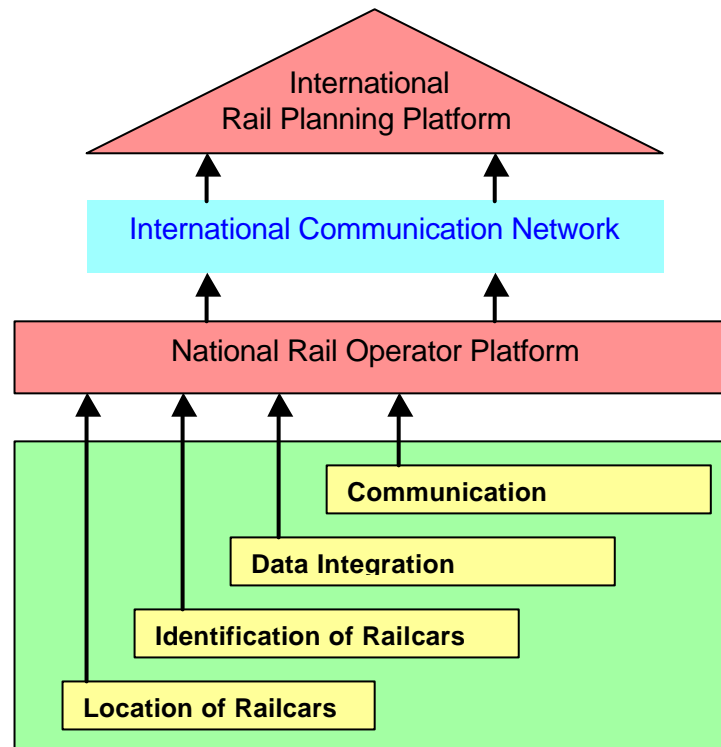 International
Rail Planning Platform
International Communication Network
National Rail Operator Platform
Communication
Data Integration
Identification of Railcars
Location of Railcars